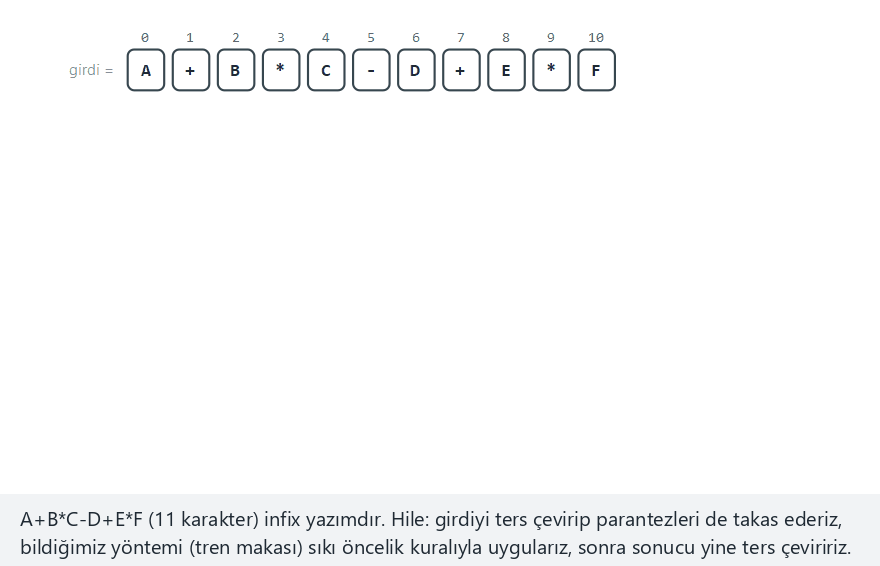 0 1 2 3 4 5 6 7 8 9 10
girdi = A + B * C - D + E * F
A+B*C-D+E*F (11 karakter) infix yazımdır. Hile: girdiyi ters çevirip parantezleri de takas ederiz,
bildiğimiz yöntemi (tren makası) sıkı öncelik kuralıyla uygularız, sonra sonucu yine ters çeviririz.